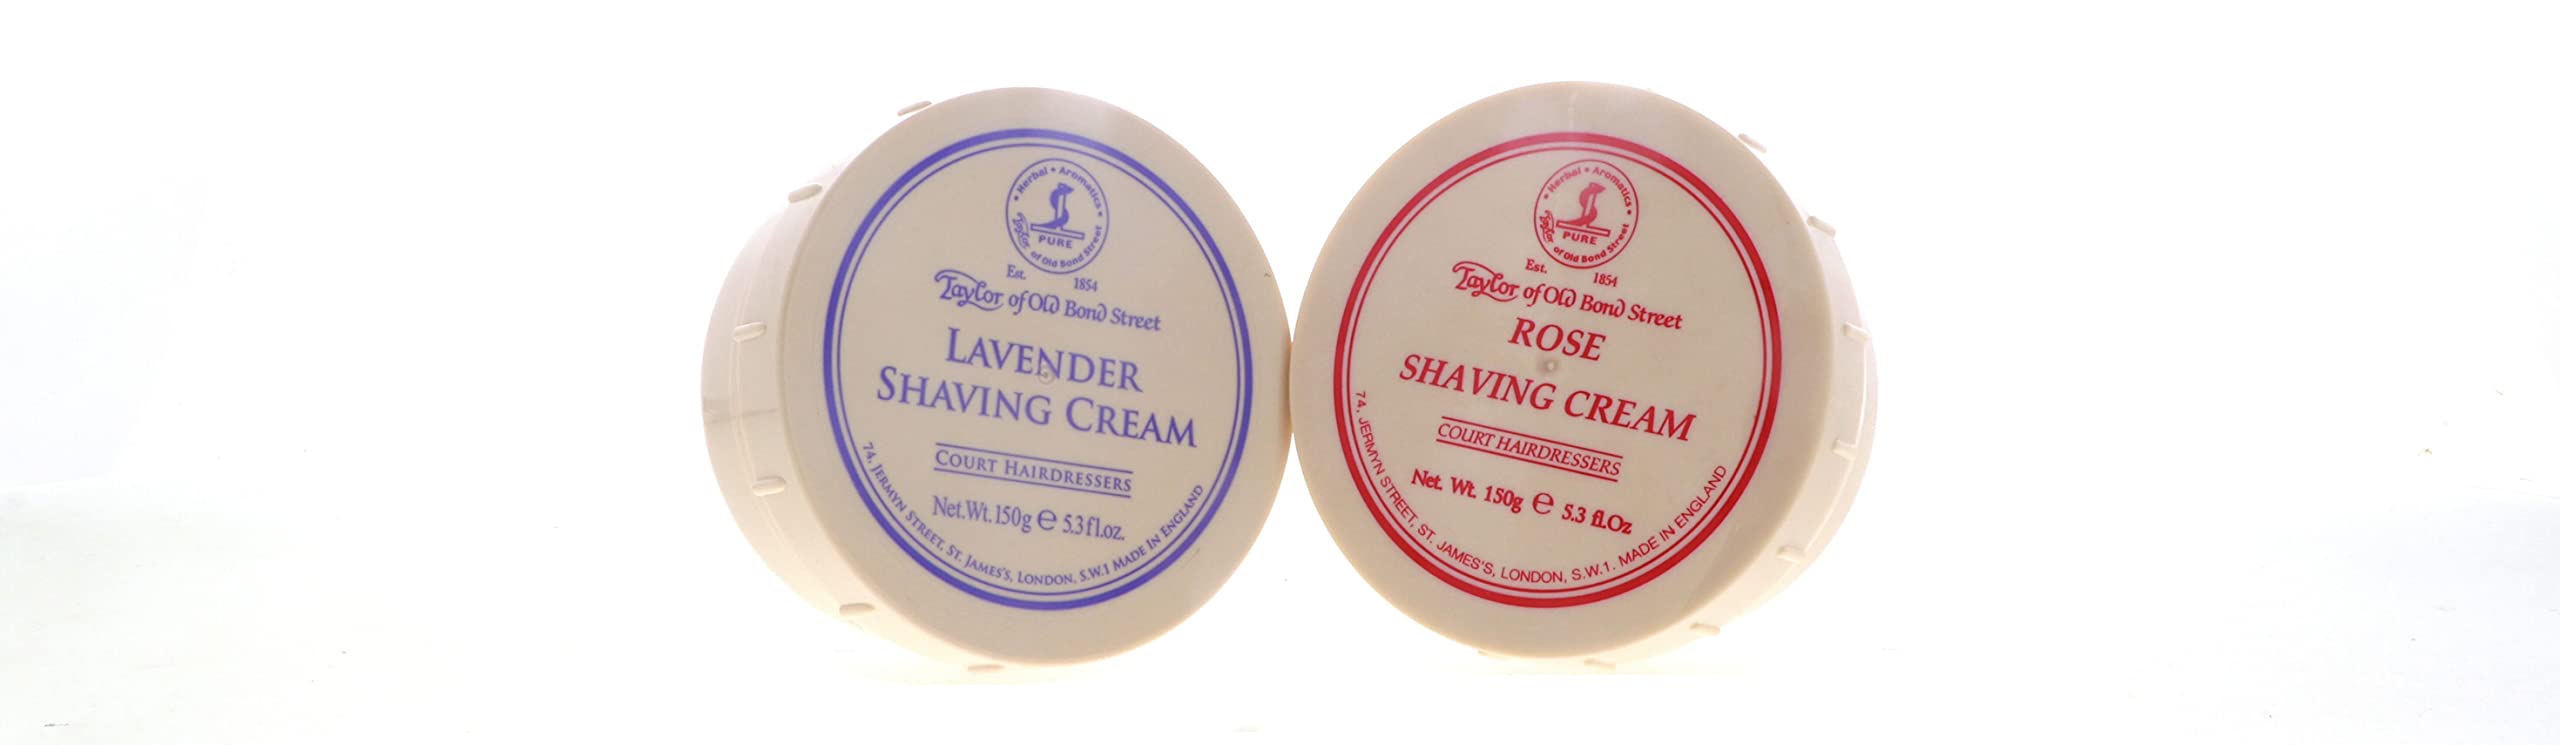 Herbal • Aromatics •
Taylor of Old Bond Street •
PURE
Est. 1854
Taylor of Old Bond Street
LAVENDER
SHAVING CREAM
COURT HAIRDRESSERS
Net.Wt.150g ℮ 5.3fl.oz.
74, JERMYN STREET, ST. JAMES'S, LONDON. S.W.1 MADE IN ENGLAND
Herbal • Aromatics •
Taylor of Old Bond Street •
PURE
Est. 1854
Taylor of Old Bond Street
ROSE
SHAVING CREAM
COURT HAIRDRESSERS
Net. Wt. 150g ℮ 5.3 fl.Oz
74, JERMYN STREET, ST. JAMES'S, LONDON, S.W.1. MADE IN ENGLAND